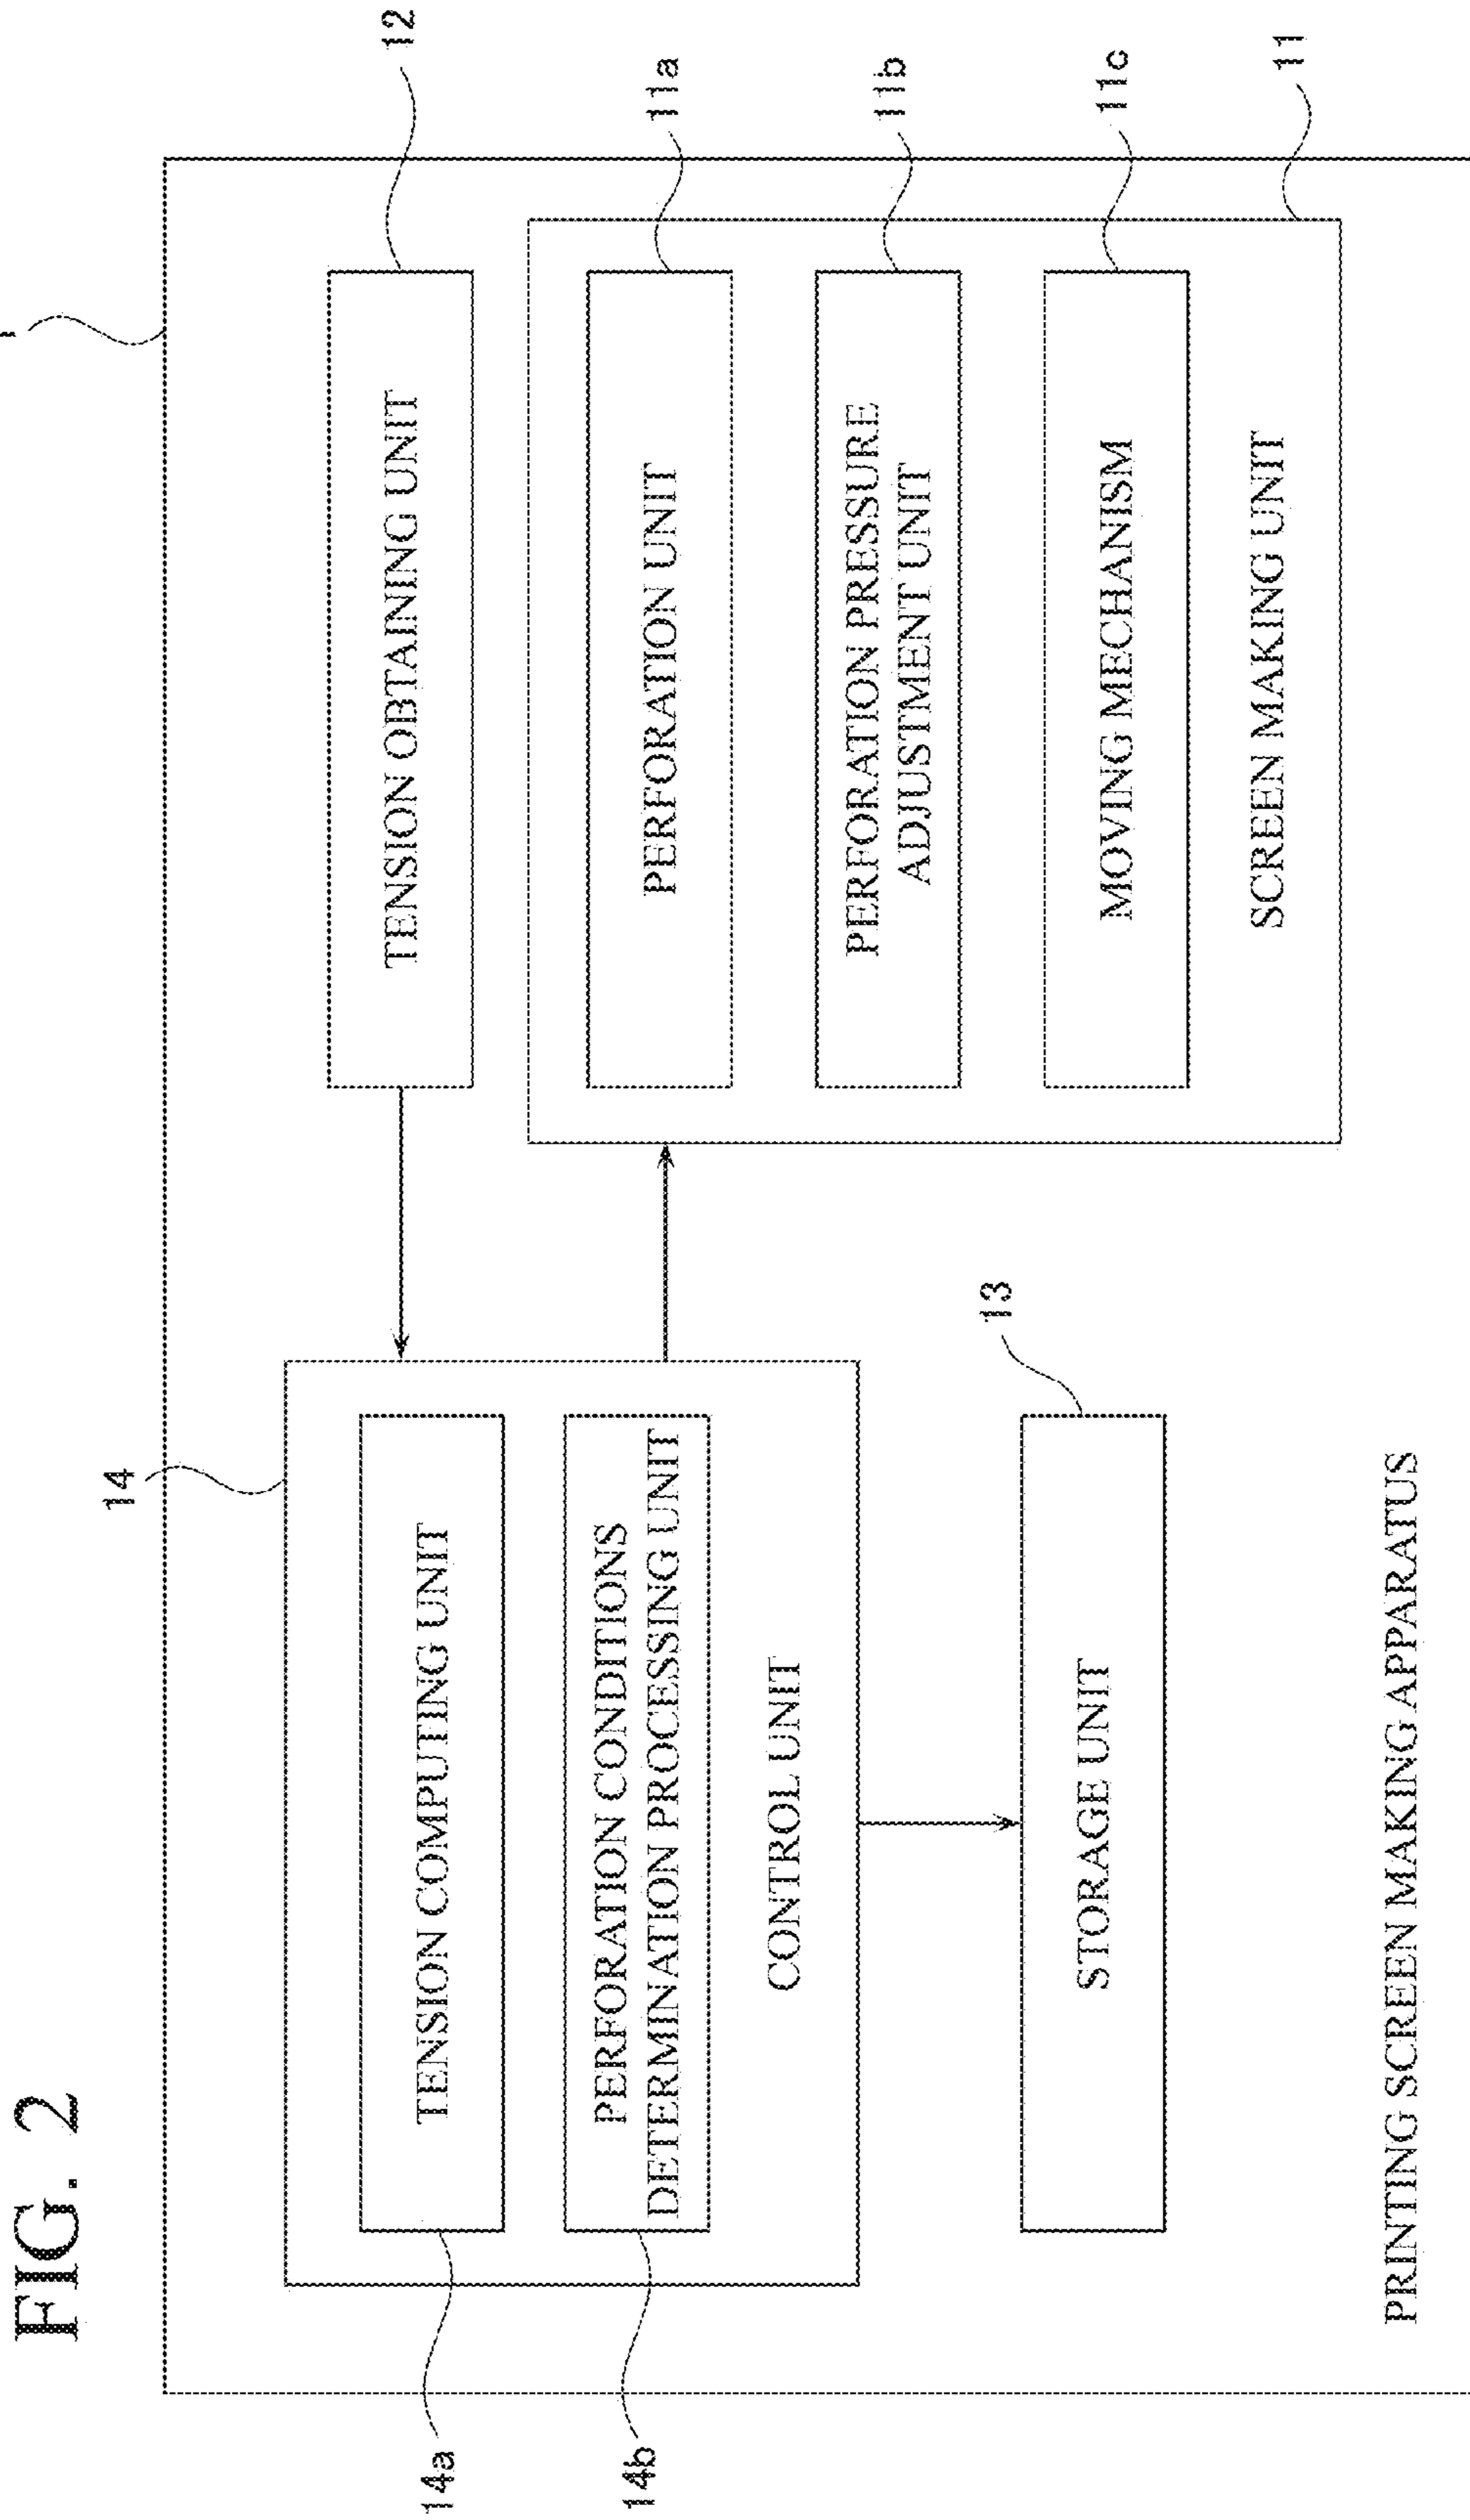 FIG. 2
14
14a
TENSION COMPUTING UNIT
14b
PERFORATION CONDITIONS
DETERMINATION PROCESSING UNIT
CONTROL UNIT
13
STORAGE UNIT
12
TENSION OBTAINING UNIT
11a
PERFORATION UNIT
11b
PERFORATION PRESSURE
ADJUSTMENT UNIT
11c
MOVING MECHANISM
11
SCREEN MAKING UNIT
PRINTING SCREEN MAKING APPARATUS